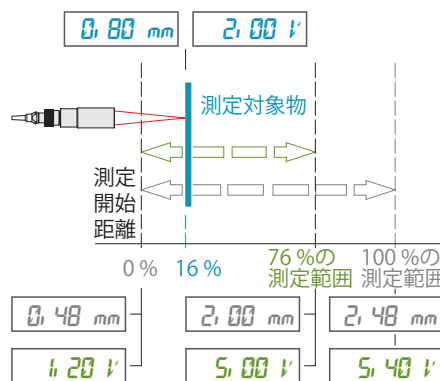 0,80 mm 2,00 V
測定対象物
測定
開始
距離
0 % 16 % 76 %の 100 %の
測定範囲 測定範囲
0,48 mm 2,00 mm 2,48 mm
1,20 V 5,00 V 5,40 V